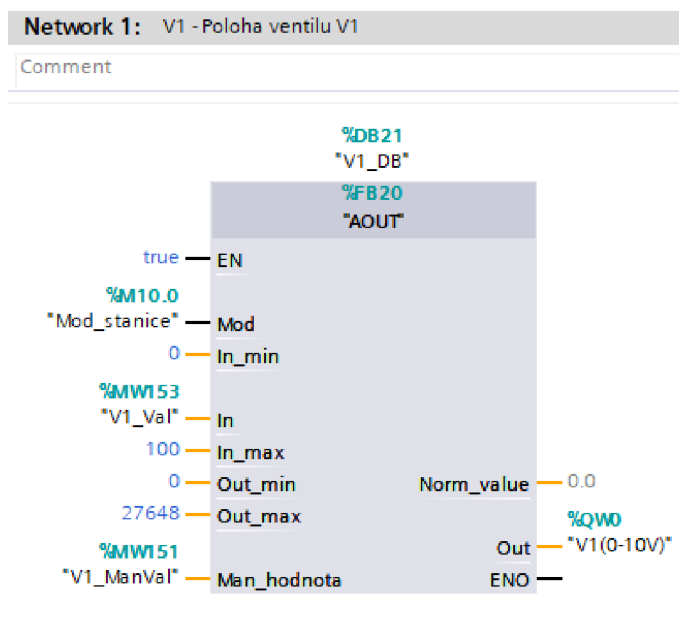 Network 1: V1 - Poloha ventilu V1
Comment
%DB21
"V1_DB"
%FB20
"AOUT"
true EN
%M10.0
"Mod_stanice" Mod
0 In_min
%MW153
"V1_Val" In
100 In_max
0 Out_min Norm_value 0.0
27648 Out_max
%QW0
Out "V1(0-10V)"
%MW151
"V1_ManVal" Man_hodnota ENO